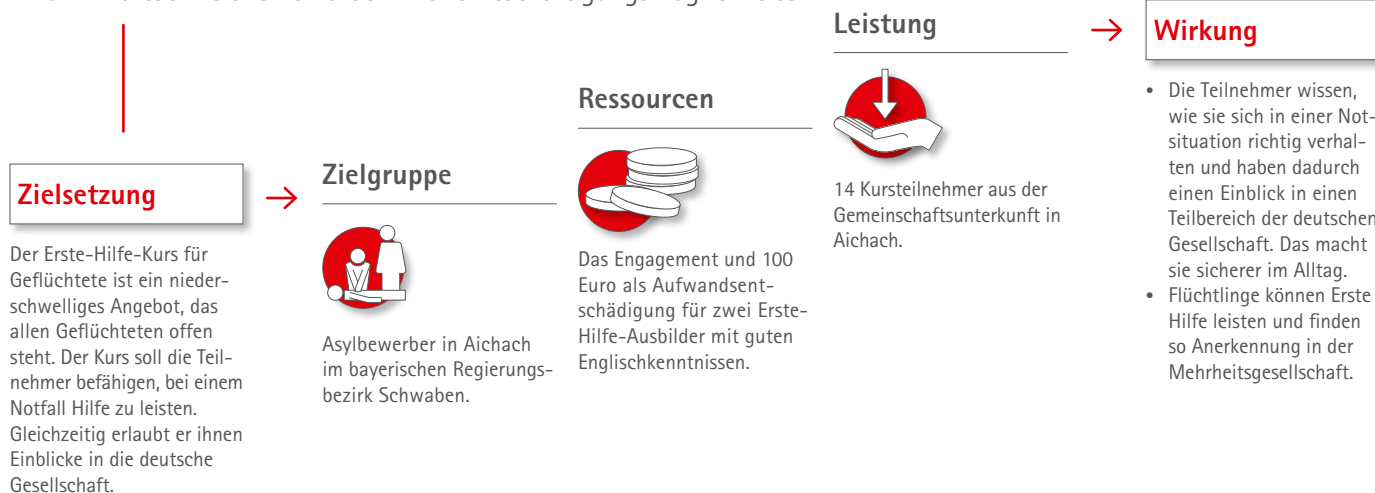 Zielsetzung
Der Erste-Hilfe-Kurs für
Geflüchtete ist ein nieder-
schwelliges Angebot, das
allen Geflüchteten offen
steht. Der Kurs soll die Teil-
nehmer befähigen, bei einem
Notfall Hilfe zu leisten.
Gleichzeitig erlaubt er ihnen
Einblicke in die deutsche
Gesellschaft.
Zielgruppe
Asylbewerber in Aichach
im bayerischen Regierungs-
bezirk Schwaben.
Ressourcen
Das Engagement und 100
Euro als Aufwandsent-
schädigung für zwei Erste-
Hilfe-Ausbilder mit guten
Englischkenntnissen.
Leistung
14 Kursteilnehmer aus der
Gemeinschaftsunterkunft in
Aichach.
Wirkung
• Die Teilnehmer wissen,
wie sie sich in einer Not-
situation richtig verhal-
ten und haben dadurch
einen Einblick in einen
Teilbereich der deutschen
Gesellschaft. Das macht
sie sicherer im Alltag.
• Flüchtlinge können Erste
Hilfe leisten und finden
so Anerkennung in der
Mehrheitsgesellschaft.